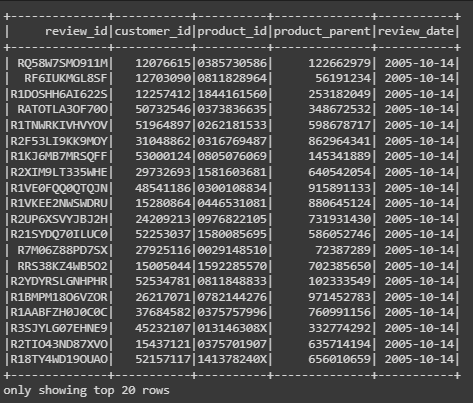 +--------------+-----------+----------+--------------+-----------+
|     review_id|customer_id|product_id|product_parent|review_date|
+--------------+-----------+----------+--------------+-----------+
| RQ58W7SMO911M|   12076615|0385730586|     122662979| 2005-10-14|
|  RF6IUKMGL8SF|   12703090|0811828964|      56191234| 2005-10-14|
|R1DOSHH6AI622S|   12257412|1844161560|     253182049| 2005-10-14|
| RATOTLA3OF70O|   50732546|0373836635|     348672532| 2005-10-14|
|R1TNWRKIVHVYOV|   51964897|0262181533|     598678717| 2005-10-14|
|R2F53LI9KK9MOY|   31048862|0316769487|     862964341| 2005-10-14|
|R1KJ6MB7MRSQFF|   53000124|0805076069|     145341889| 2005-10-14|
|R2XIM9LT335WHE|   29732693|1581603681|     640542054| 2005-10-14|
|R1VE0FQQ0QTQJN|   48541186|0300108834|     915891133| 2005-10-14|
|R1VKEE2NWSWDRU|   15280864|0446531081|     880645124| 2005-10-14|
|R2UP6XSVYJBJ2H|   24209213|0976822105|     731931430| 2005-10-14|
|R21SYDQ70ILUC0|   52253037|1580085695|     586052746| 2005-10-14|
| R7M06Z88PD7SX|   27925116|0029148510|      72387289| 2005-10-14|
| RRS38KZ4WB5O2|   15005044|1592285570|     702385650| 2005-10-14|
|R2YDYRSLGNHPHR|   52534781|0811848833|     102333549| 2005-10-14|
|R1BMPM18O6VZOR|   26217071|0782144276|     971452783| 2005-10-14|
|R1AABFZH0J0C0C|   37684582|0375757996|     760991156| 2005-10-14|
|R3SJYLG07EHNE9|   45232107|013146308X|     332774292| 2005-10-14|
|R2TIO43ND87XVO|   15437121|0375701907|     635714194| 2005-10-14|
|R18TY4WD19OUAO|   52157117|141378240X|     656010659| 2005-10-14|
+--------------+-----------+----------+--------------+-----------+
only showing top 20 rows